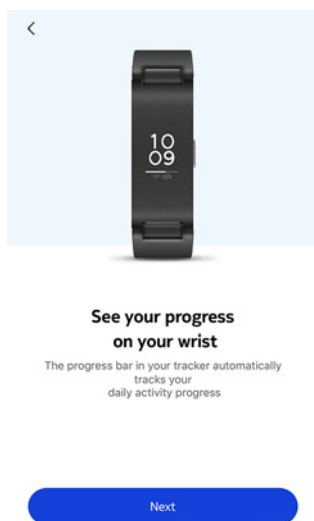 10
09
See your progress
on your wrist
The progress bar in your tracker automatically
tracks your
daily activity progress
Next